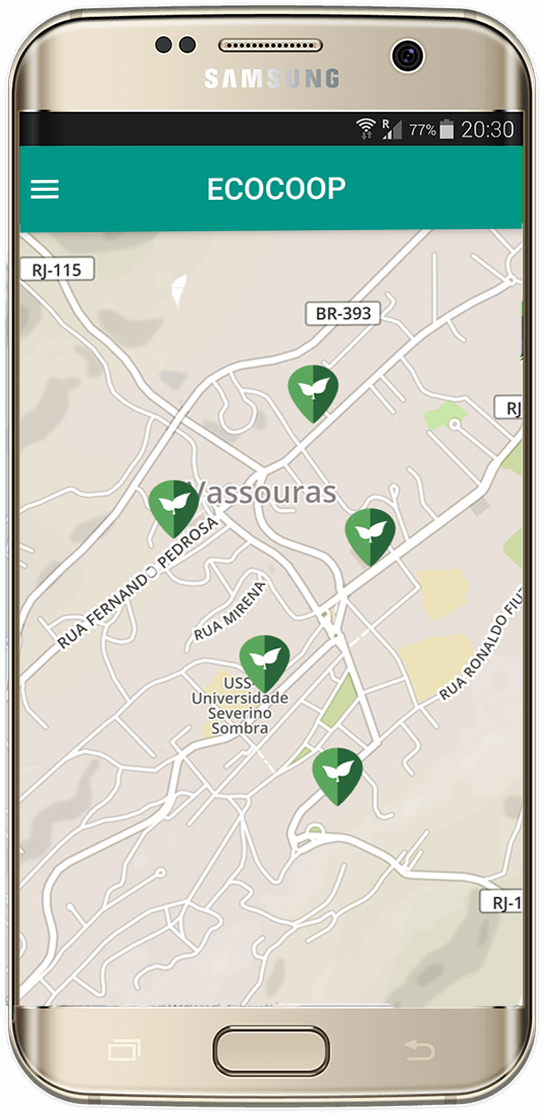 SAMSUNG
R 77% 20:30
ECOCOOP
RJ-115
BR-393
RJ
Vassouras
RUA FERNANDO PEDROSA
RUA MIRENA
RUA RONALDO
USS
Universidade
Severino
Sombra
RJ-1